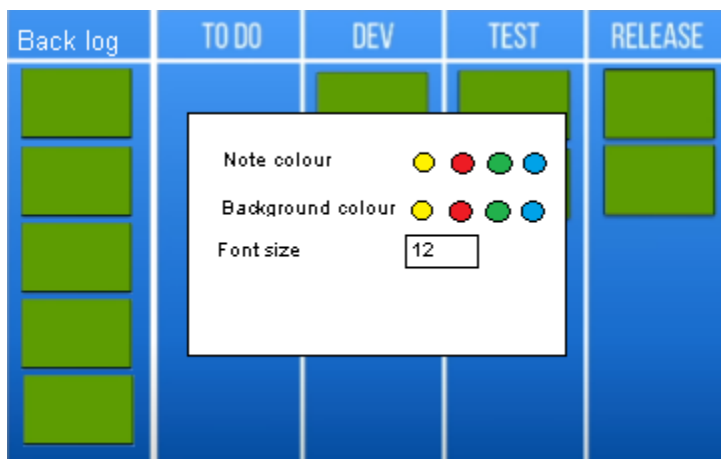 Back log
TO DO
DEV
TEST
RELEASE
Note colour
Background colour
Font size
12